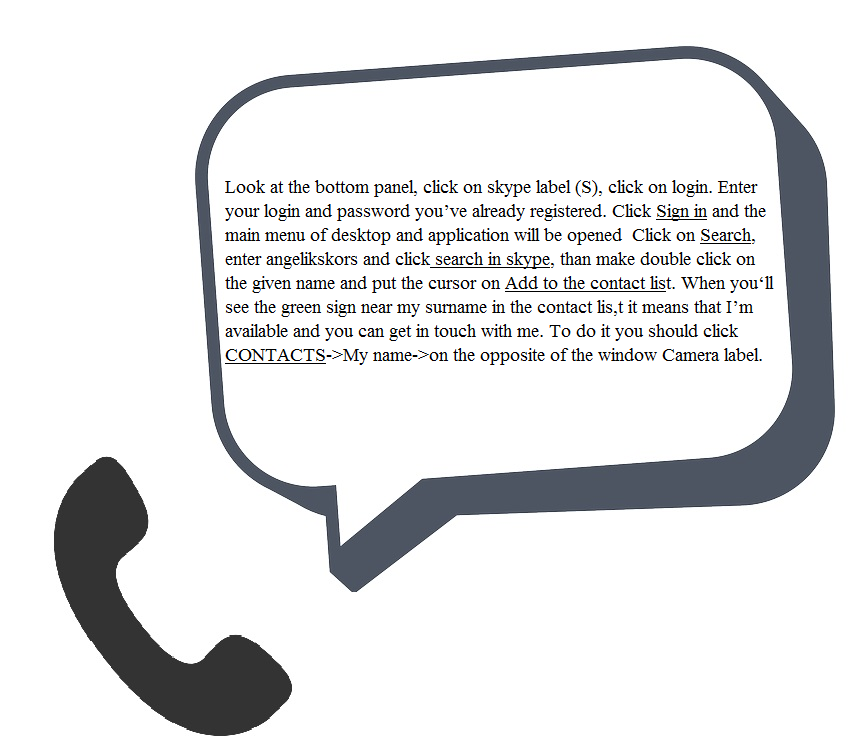 Look at the bottom panel, click on skype label (S), click on login. Enter
your login and password you’ve already registered. Click Sign in and the
main menu of desktop and application will be opened  Click on Search,
enter angelikskors and click search in skype, than make double click on
the given name and put the cursor on Add to the contact list. When you‘ll
see the green sign near my surname in the contact lis,t it means that I’m
available and you can get in touch with me. To do it you should click
CONTACTS->My name->on the opposite of the window Camera label.